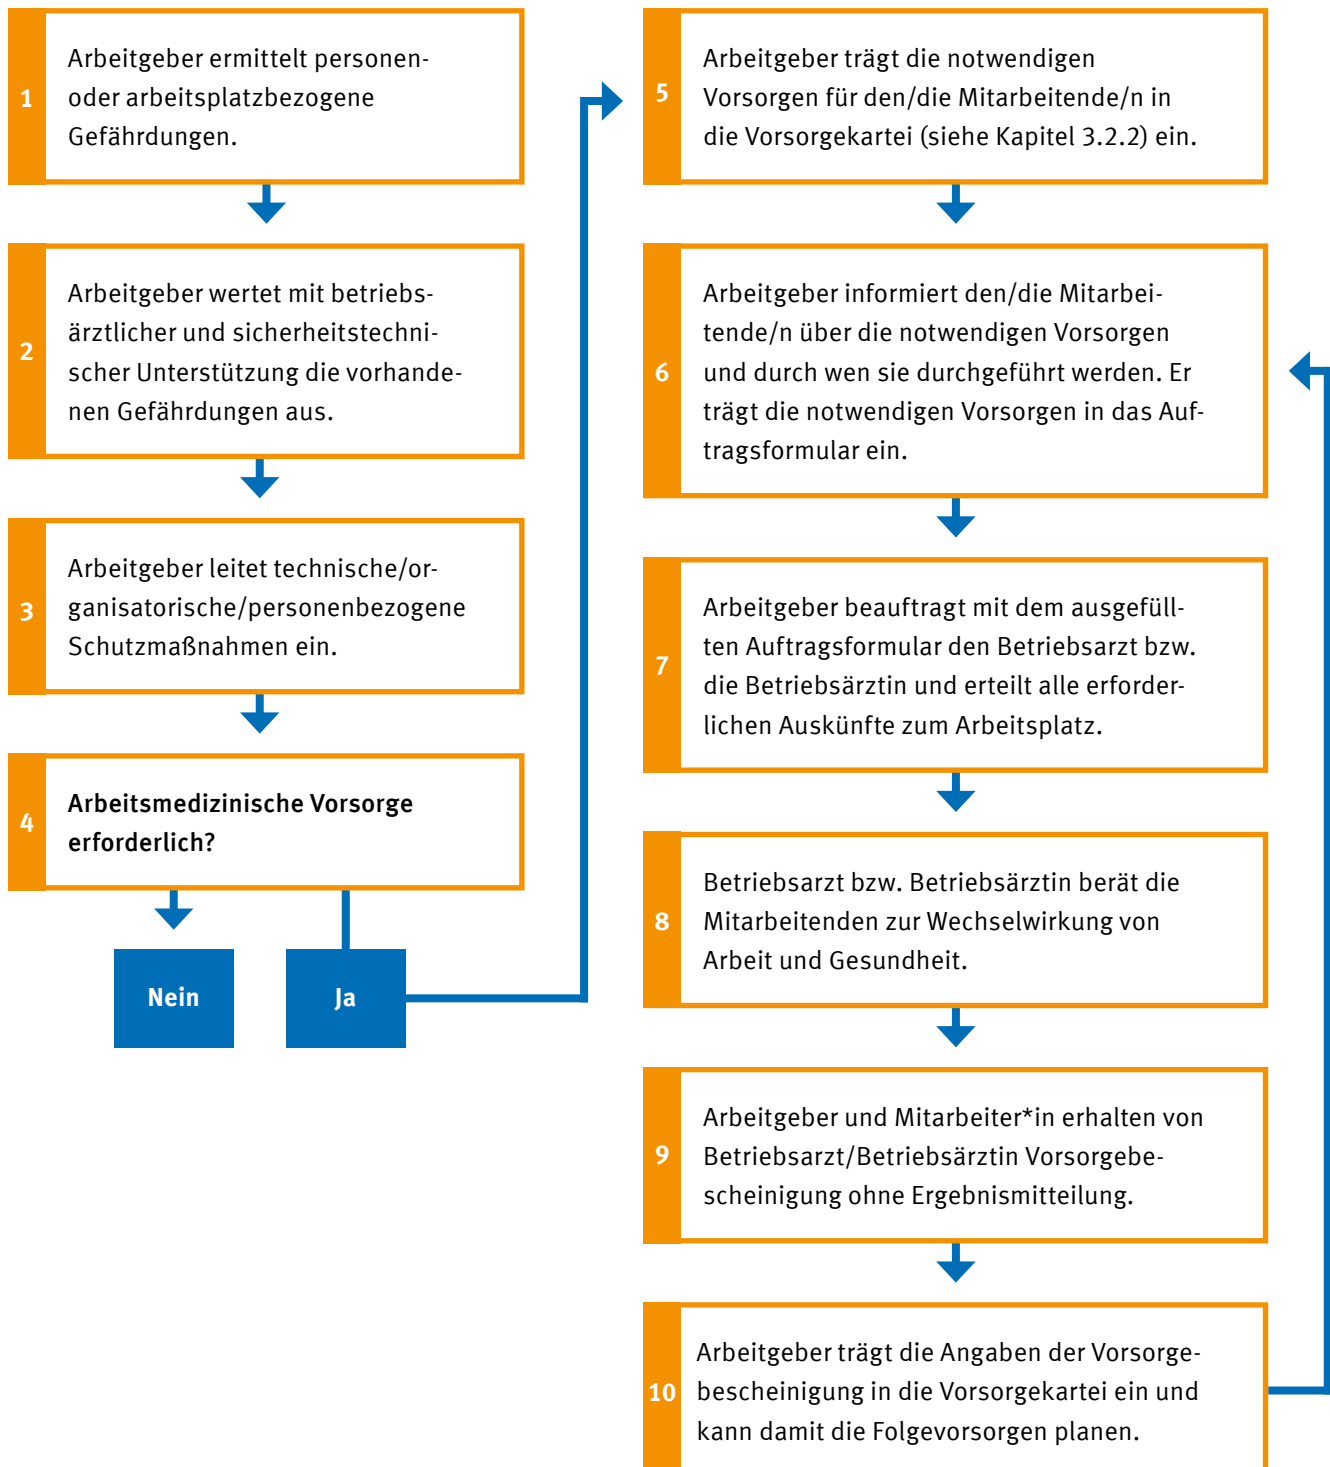 1
Arbeitgeber ermittelt personen-
oder arbeitsplatzbezogene
Gefährdungen.
2
Arbeitgeber wertet mit betriebs-
ärztlicher und sicherheitstechni-
scher Unterstützung die vorhande-
nen Gefährdungen aus.
3
Arbeitgeber leitet technische/or-
ganisatorische/personenbezogene
Schutzmaßnahmen ein.
4
Arbeitsmedizinische Vorsorge
erforderlich?
Nein
Ja
5
Arbeitgeber trägt die notwendigen
Vorsorgen für den/die Mitarbeitende/n in
die Vorsorgekartei (siehe Kapitel 3.2.2) ein.
6
Arbeitgeber informiert den/die Mitarbei-
tende/n über die notwendigen Vorsorgen
und durch wen sie durchgeführt werden. Er
trägt die notwendigen Vorsorgen in das Auf-
tragsformular ein.
7
Arbeitgeber beauftragt mit dem ausgefüll-
ten Auftragsformular den Betriebsarzt bzw.
die Betriebsärztin und erteilt alle erforder-
lichen Auskünfte zum Arbeitsplatz.
8
Betriebsarzt bzw. Betriebsärztin berät die
Mitarbeitenden zur Wechselwirkung von
Arbeit und Gesundheit.
9
Arbeitgeber und Mitarbeiter*in erhalten von
Betriebsarzt/Betriebsärztin Vorsorgebe-
scheinigung ohne Ergebnismitteilung.
10
Arbeitgeber trägt die Angaben der Vorsorge-
bescheinigung in die Vorsorgekartei ein und
kann damit die Folgevorsorgen planen.